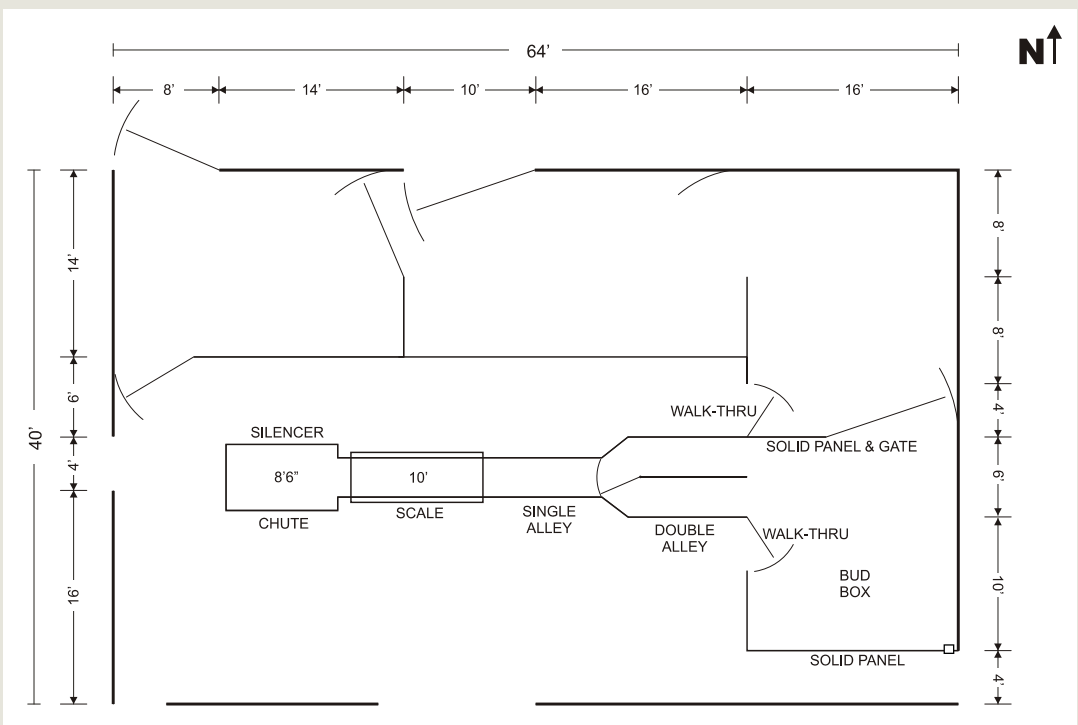 64’
N
8’
14’
10’
16’
16’
14’
6’
4’
16’
40’
8’
8’
4’
6’
10’
4’
WALK-THRU
SOLID PANEL & GATE
SILENCER
8’6”
CHUTE
10’
SCALE
SINGLE
ALLEY
DOUBLE
ALLEY
WALK-THRU
BUD
BOX
SOLID PANEL